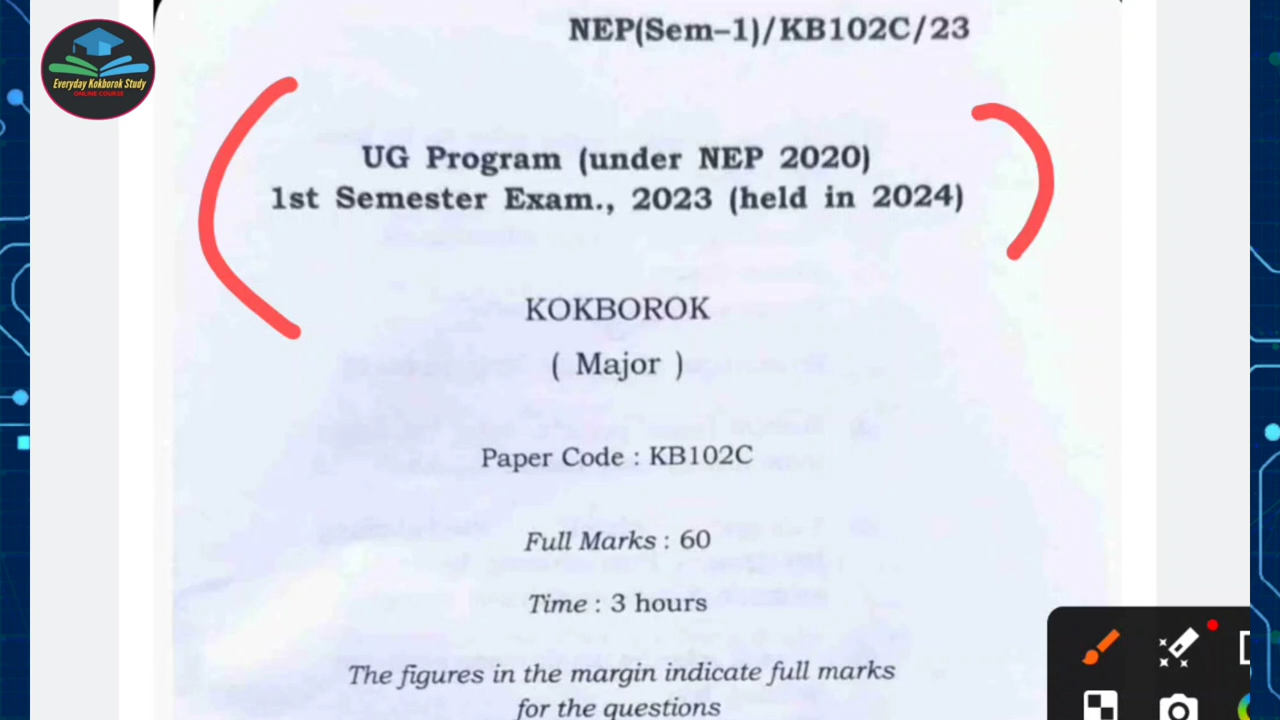 NEP(Sem–1)/KB102C/23
Everyday Kokborok Study
ONLINE COURSE
UG Program (under NEP 2020)
1st Semester Exam., 2023 (held in 2024)
KOKBOROK
( Major )
Paper Code : KB102C
Full Marks : 60
Time : 3 hours
The figures in the margin indicate full marks
for the questions